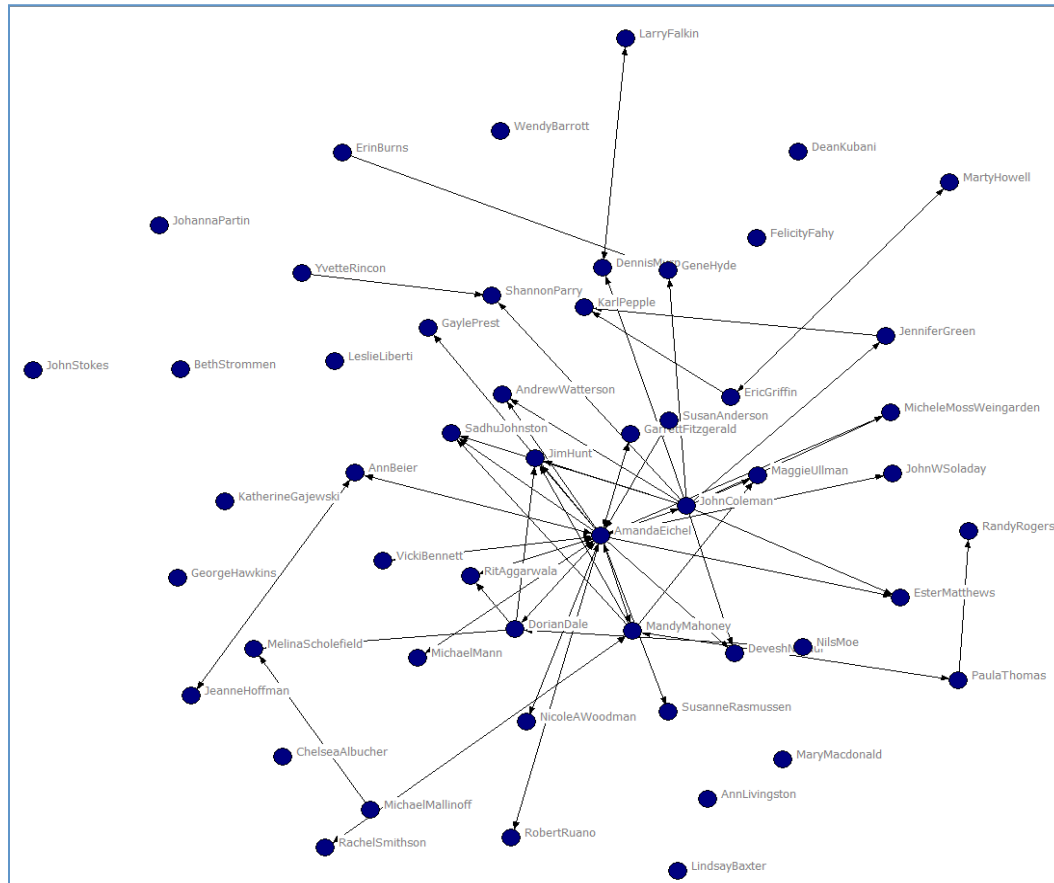 LarryFalkin
WendyBarrott
ErinBurns
DeanKubani
MartyHowell
JohannaPartin
FelicityFahy
YvetteRincon
GeneHyde
ShannonParry
KarlPepple
GaylePrest
JenniferGreen
LeslieLiberti
BethStrommen
JohnStokes
AndrewWatterson
EricGriffin
MicheleMossWeingarden
SusanAnderson
SadhuJohnston
GarrettFitzgerald
JimHunt
AnnBeier
MaggieUllman
JohnWSoladay
KatherineGajewski
JohnColeman
RandyRogers
AmandaEichel
VickiBennett
RitAggarwala
GeorgeHawkins
EsterMatthews
DorianDale
MandyMahoney
MelinaScholefield
NilsMoe
MichaelMann
PaulaThomas
JeanneHoffman
SusanneRasmussen
NicoleAWoodman
ChelseaAlbucher
MaryMacdonald
AnnLivingston
MichaelMallinoff
RobertRuano
RachelSmithson
LindsayBaxter